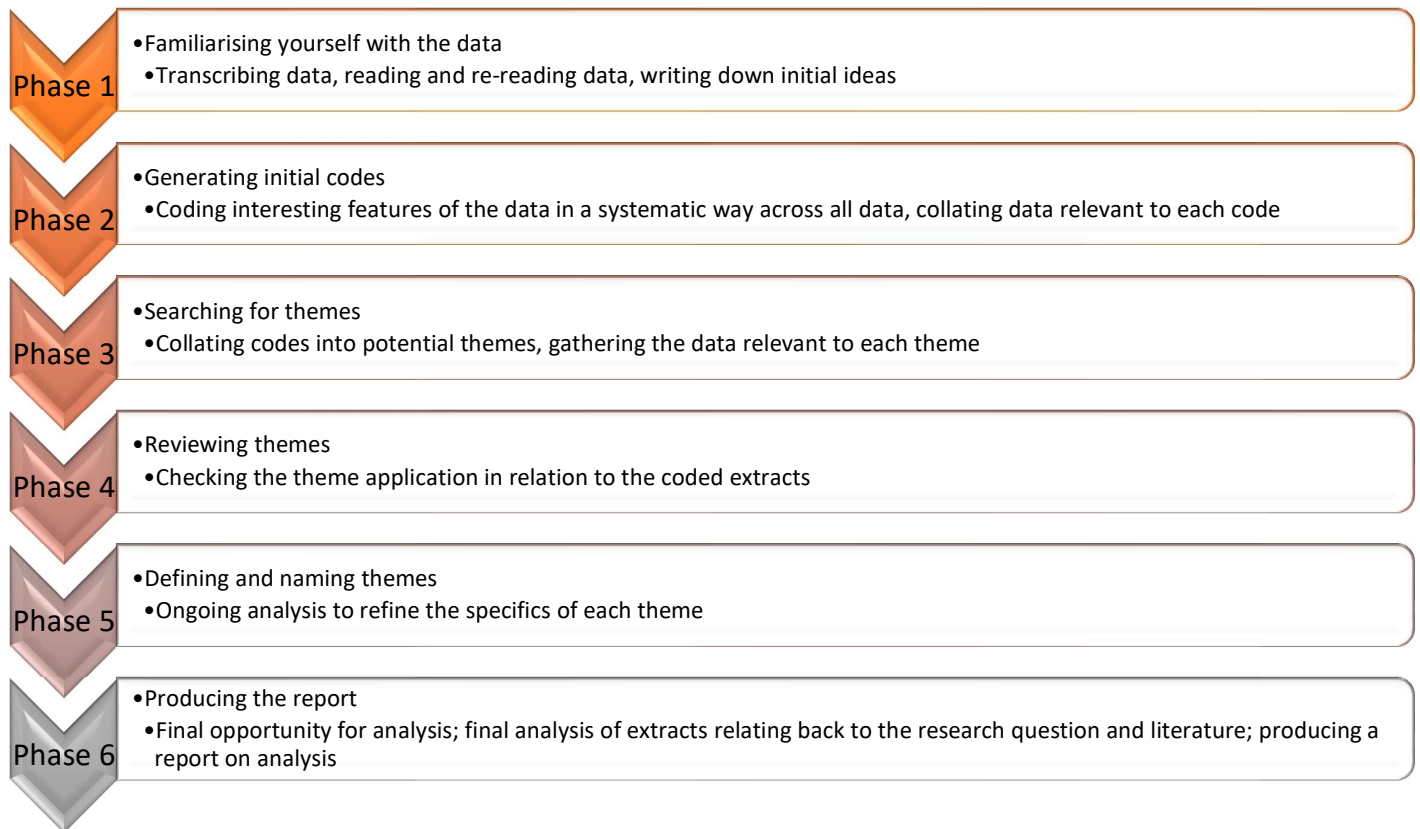 Phase 1
•Familiarising yourself with the data
•Transcribing data, reading and re-reading data, writing down initial ideas
Phase 2
•Generating initial codes
•Coding interesting features of the data in a systematic way across all data, collating data relevant to each code
Phase 3
•Searching for themes
•Collating codes into potential themes, gathering the data relevant to each theme
Phase 4
•Reviewing themes
•Checking the theme application in relation to the coded extracts
Phase 5
•Defining and naming themes
•Ongoing analysis to refine the specifics of each theme
Phase 6
•Producing the report
•Final opportunity for analysis; final analysis of extracts relating back to the research question and literature; producing a
report on analysis